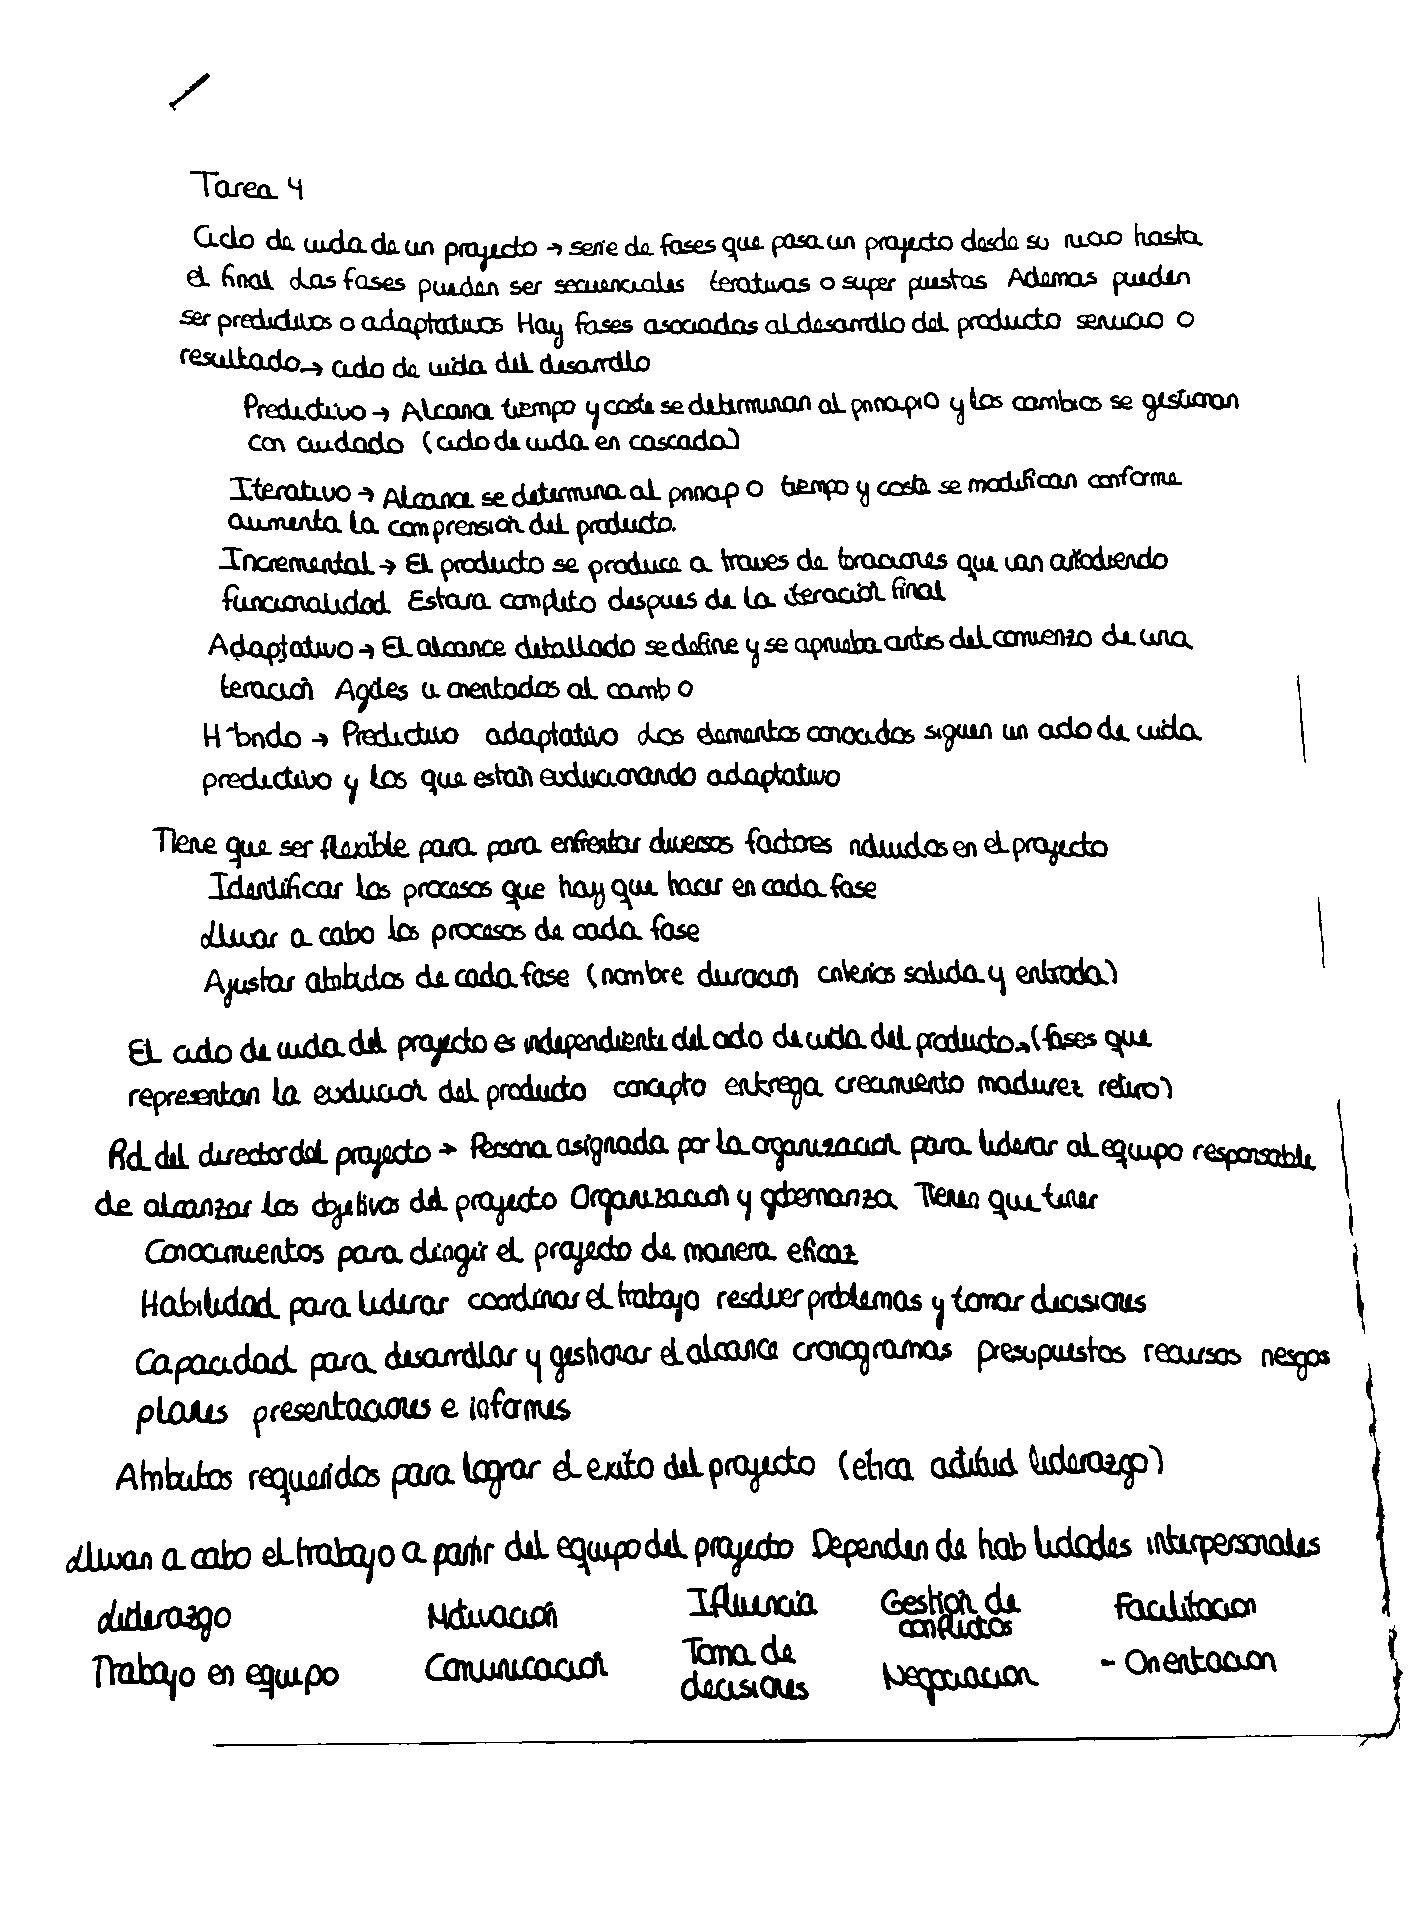 Tarea 4
Ciclo de vida de un proyecto → serie de fases que pasa un proyecto desde su inicio hasta
el final Las fases pueden ser secuenciales iterativas o super puestas Ademas pueden
ser predictivos o adaptativos Hay fases asociadas al desarrollo del producto servicio o
resultado → ciclo de vida del desarrollo
Predictivo → Alcance tiempo y coste se determinan al principio y los cambios se gestionan
con cuidado (ciclo de vida en cascada)
Iterativo → Alcance se determina al principio tiempo y coste se modifican conforme
aumenta la comprensión del producto.
Incremental → El producto se produce a traves de iteraciones que van añadiendo
funcionalidad Estara completo despues de la iteración final
Adaptativo → El alcance detallado se define y se aprueba antes del comienzo de una
iteración Agiles u orientados al cambio
Hibrido → Predictivo adaptativo Los elementos conocidos siguen un ciclo de vida
predictivo y los que están evolucionando adaptativo
Tiene que ser flexible para para enfrentar diversos factores incluidos en el proyecto
Identificar los procesos que hay que hacer en cada fase
Llevar a cabo los procesos de cada fase
Ajustar atributos de cada fase (nombre duración criterios salida y entrada)
El ciclo de vida del proyecto es independiente del ciclo de vida del producto. (fases que
representan la evolución del producto concepto entrega crecimiento madurez retiro)
Rol del director del proyecto → Persona asignada por la organización para liderar al equipo responsable
de alcanzar los objetivos del proyecto Organización y gobernanza Tienen que tener
Conocimientos para dirigir el proyecto de manera eficaz
Habilidad para liderar coordinar el trabajo resolver problemas y tomar decisiones
Capacidad para desarrollar y gestionar el alcance cronogramas presupuestos recursos riesgos
planes presentaciones e informes
Atributos requeridos para lograr el exito del proyecto (etica actitud liderazgo)
Llevan a cabo el trabajo a partir del equipo del proyecto Dependen de habilidades interpersonales
Liderazgo Motivación Influencia Gestión de conflictos Facilitacion
Trabajo en equipo Comunicación Toma de decisiones Negociacion - Orientacion